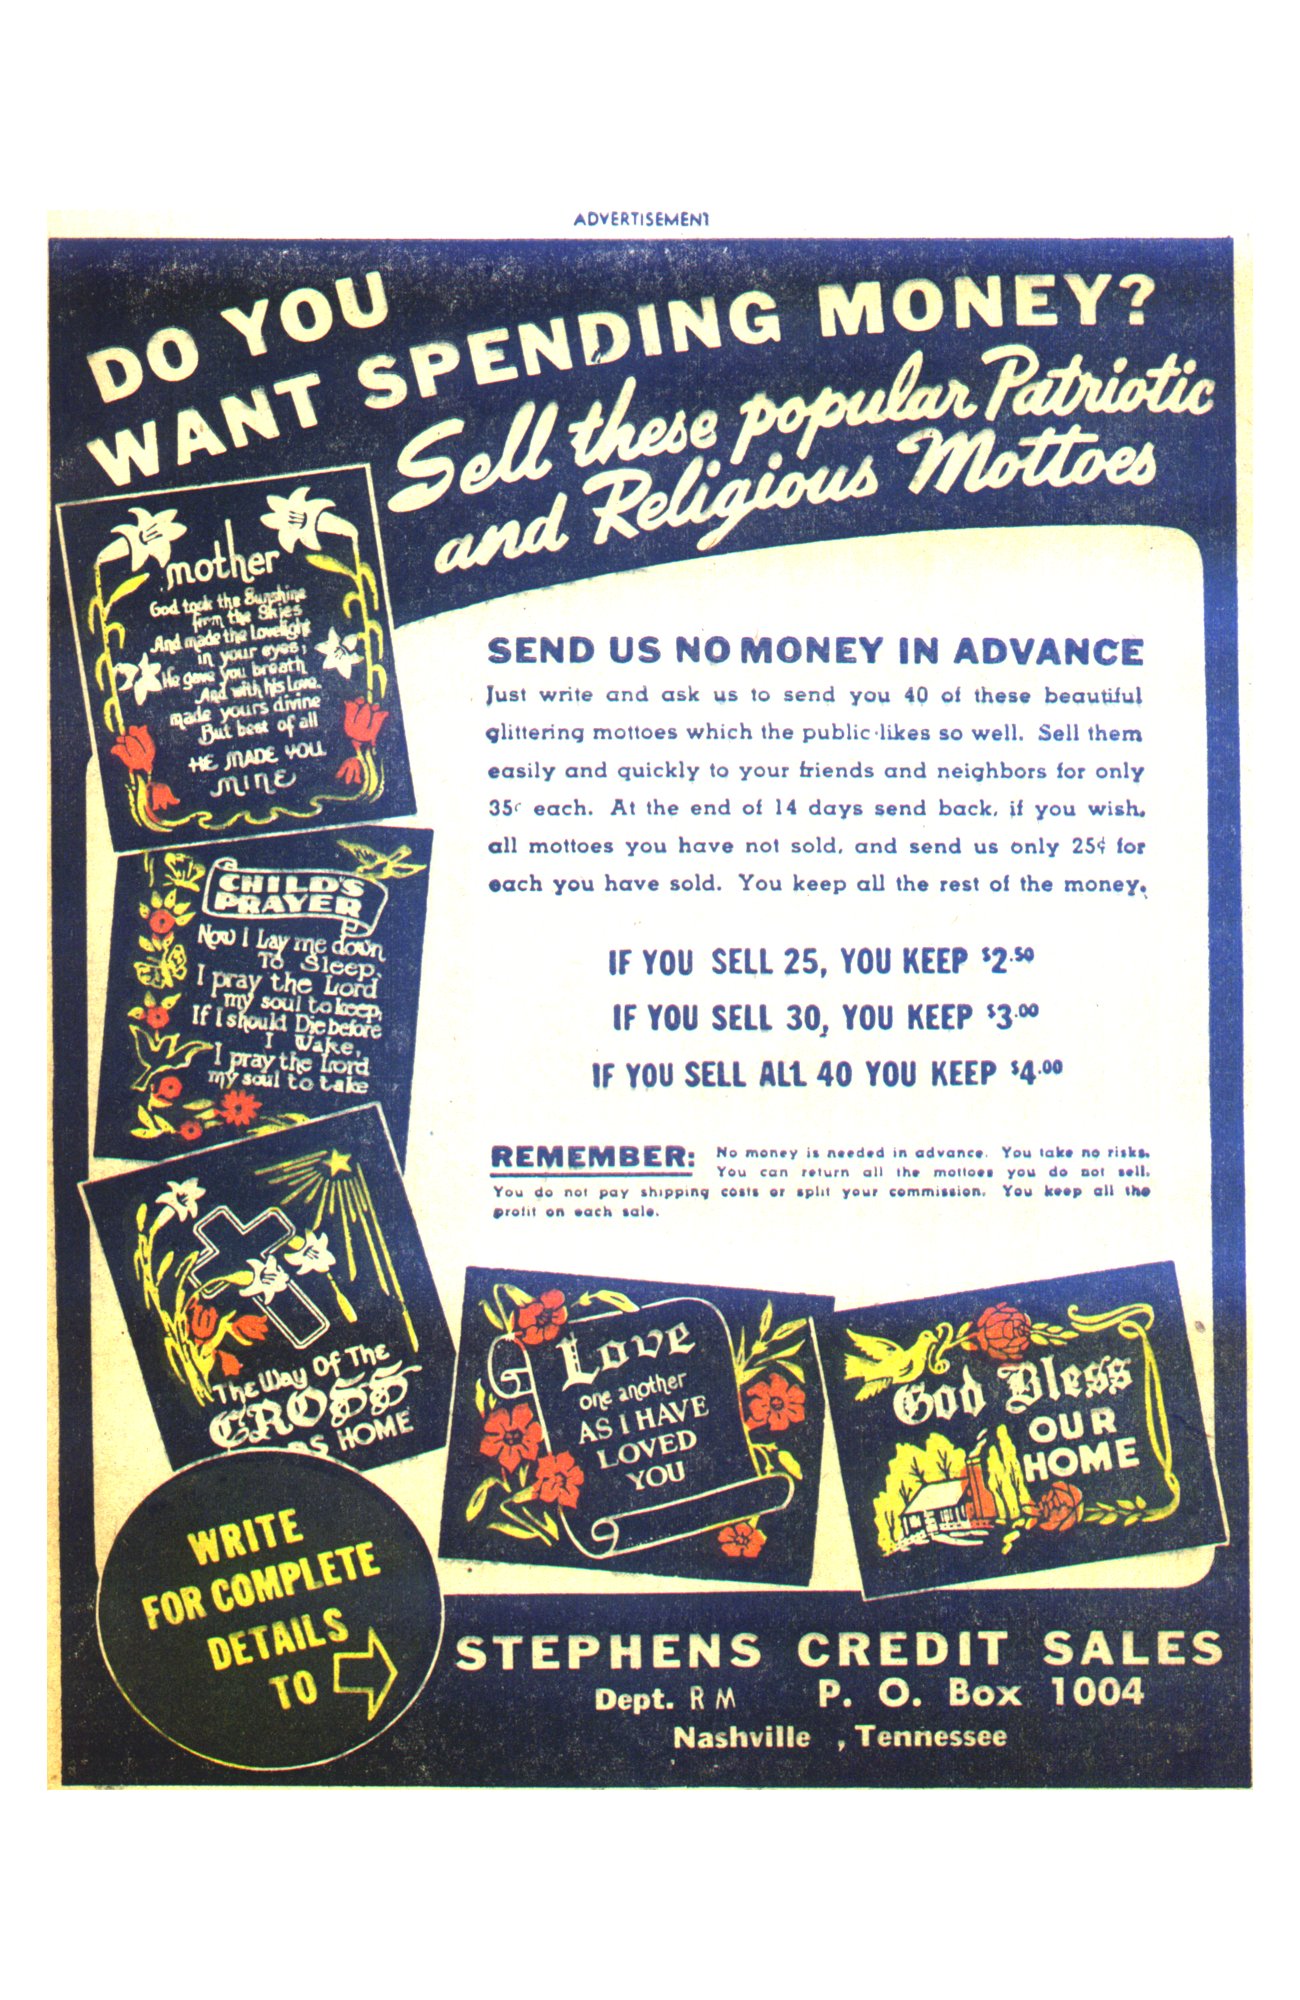 ADVERTISEMENT
DO YOU
WANT SPENDING MONEY?
Sell these popular Patriotic
and Religious Mottoes
mother
God took the Sunshine
from the Skies
And made the Lovelight
in your eyes;
He gave you breath
And with his Love,
made yours divine
But best of all
HE MADE YOU
MINE
CHILD'S
PRAYER
Now I Lay me down
To Sleep,
I pray the Lord
my soul to keep,
If I should Die before
I Wake,
I pray the Lord
my soul to take
The Way Of The
CROSS
DS HOME
SEND US NO MONEY IN ADVANCE
Just write and ask us to send you 40 of these beautiful
glittering mottoes which the public likes so well. Sell them
easily and quickly to your friends and neighbors for only
35¢ each. At the end of 14 days send back, if you wish,
all mottoes you have not sold, and send us only 25¢ for
each you have sold. You keep all the rest of the money.
IF YOU SELL 25, YOU KEEP $2.50
IF YOU SELL 30, YOU KEEP $3.00
IF YOU SELL ALL 40 YOU KEEP $4.00
REMEMBER: No money is needed in advance. You take no risks.
You can return all the mottoes you do not sell.
You do not pay shipping costs or split your commission. You keep all the
profit on each sale.
Love
one another
AS I HAVE
LOVED
YOU
God Bless
OUR
HOME
WRITE
FOR COMPLETE
DETAILS
TO
STEPHENS CREDIT SALES
Dept. RM P. O. Box 1004
Nashville , Tennessee